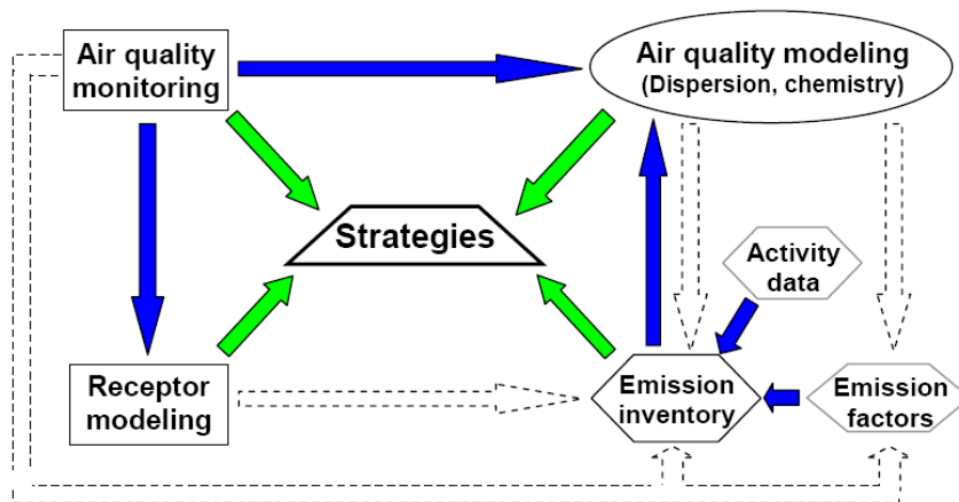 Air quality
monitoring
Air quality modeling
(Dispersion, chemistry)
Strategies
Activity
data
Receptor
modeling
Emission
inventory
Emission
factors